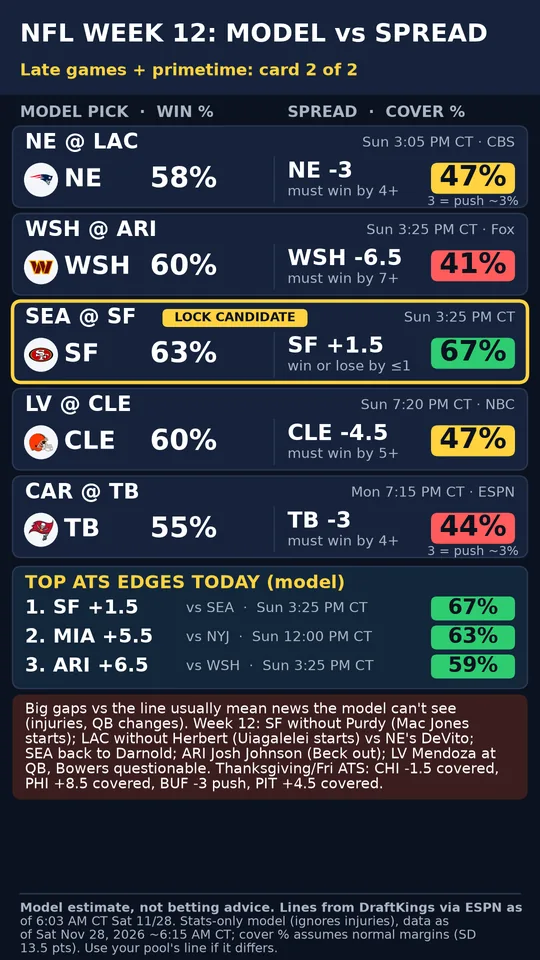 NFL WEEK 12: MODEL vs SPREAD
Late games + primetime: card 2 of 2
MODEL PICK · WIN % SPREAD · COVER %
NE @ LAC Sun 3:05 PM CT · CBS
NE 58% NE -3 47%
must win by 4+ 3 = push ~3%
WSH @ ARI Sun 3:25 PM CT · Fox
W WSH 60% WSH -6.5 41%
must win by 7+
SEA @ SF LOCK CANDIDATE Sun 3:25 PM CT
SF SF 63% SF +1.5 67%
win or lose by ≤1
LV @ CLE Sun 7:20 PM CT · NBC
CLE 60% CLE -4.5 47%
must win by 5+
CAR @ TB Mon 7:15 PM CT · ESPN
TB 55% TB -3 44%
must win by 4+ 3 = push ~3%
TOP ATS EDGES TODAY (model)
1. SF +1.5 vs SEA · Sun 3:25 PM CT 67%
2. MIA +5.5 vs NYJ · Sun 12:00 PM CT 63%
3. ARI +6.5 vs WSH · Sun 3:25 PM CT 59%
Big gaps vs the line usually mean news the model can't see
(injuries, QB changes). Week 12: SF without Purdy (Mac Jones
starts); LAC without Herbert (Uiagalelei starts) vs NE's DeVito;
SEA back to Darnold; ARI Josh Johnson (Beck out); LV Mendoza at
QB, Bowers questionable. Thanksgiving/Fri ATS: CHI -1.5 covered,
PHI +8.5 covered, BUF -3 push, PIT +4.5 covered.
Model estimate, not betting advice. Lines from DraftKings via ESPN as
of 6:03 AM CT Sat 11/28. Stats-only model (ignores injuries), data as
of Sat Nov 28, 2026 ~6:15 AM CT; cover % assumes normal margins (SD
13.5 pts). Use your pool's line if it differs.